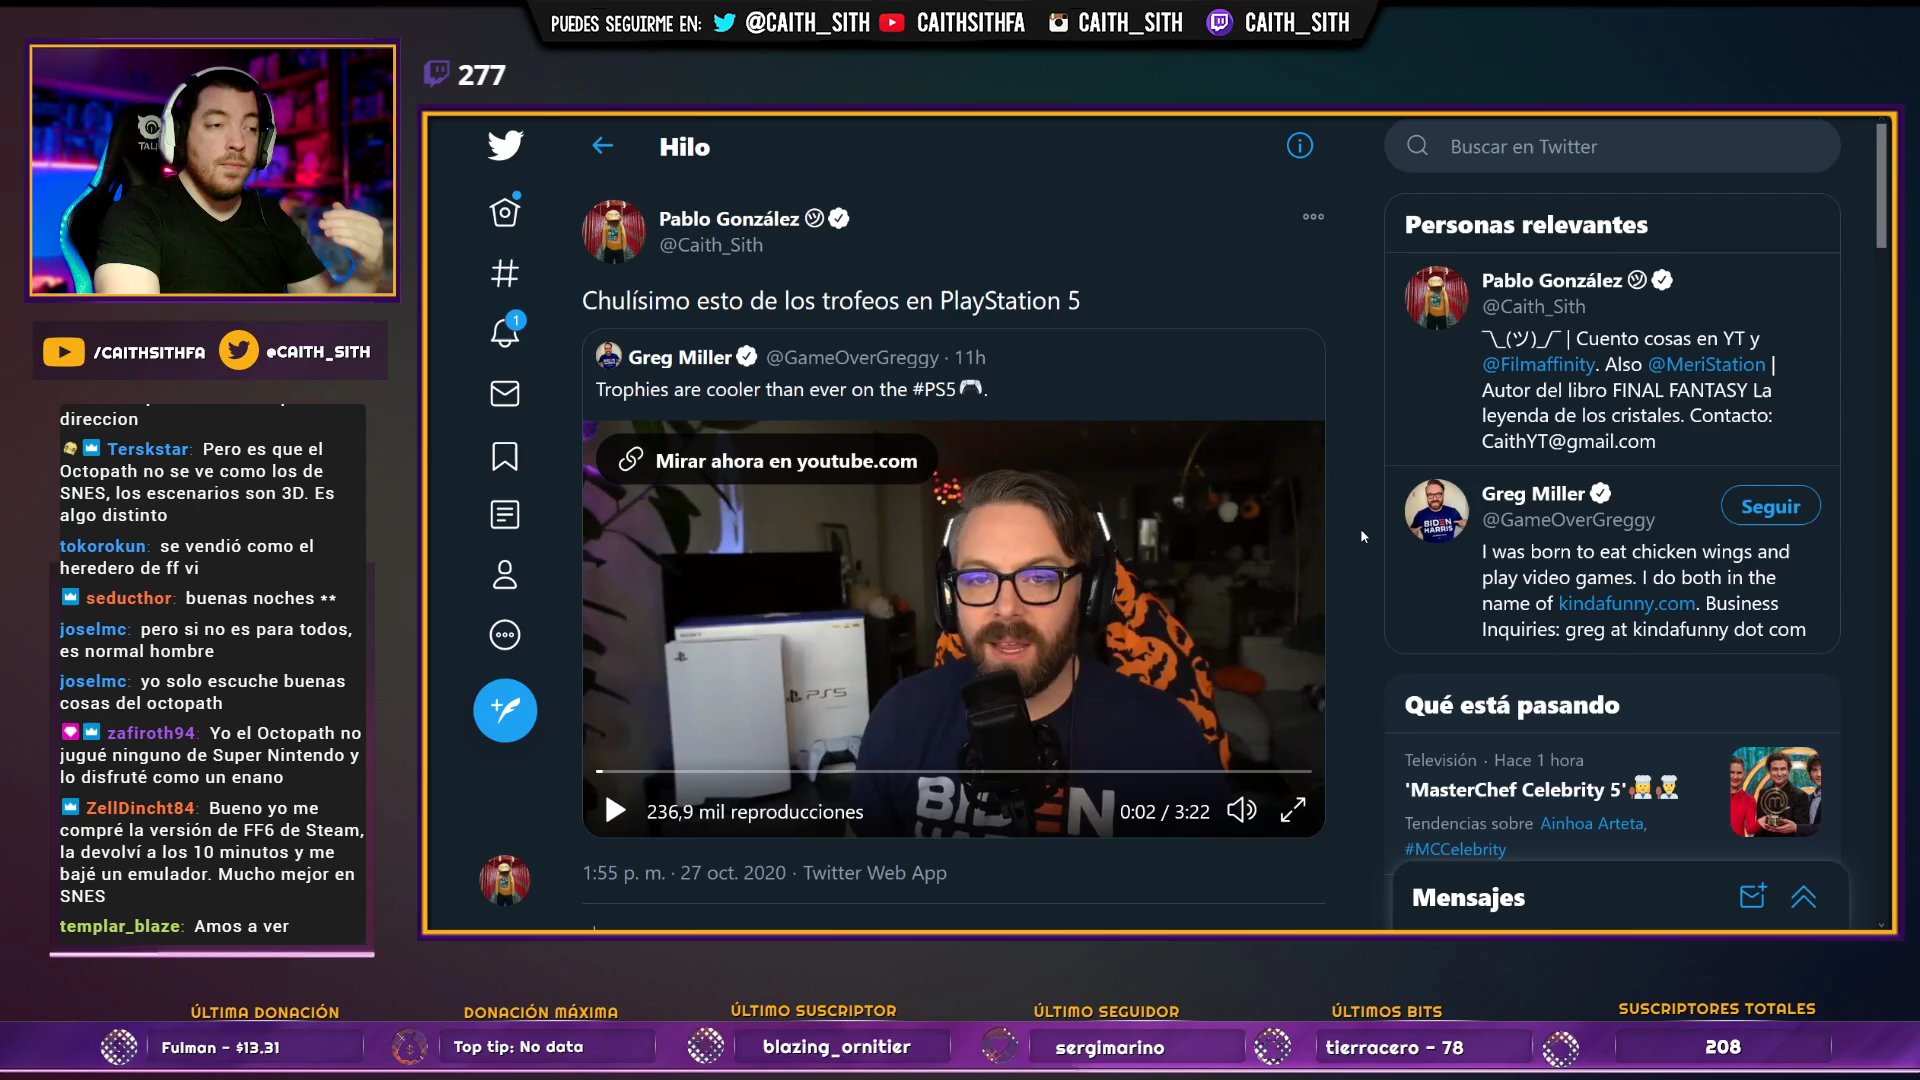 PUEDES SEGUIRME EN: @CAITH_SITH CAITHSITHFA CAITH_SITH CAITH_SITH
277
TALI
/CAITHSITHFA @CAITH_SITH
direccion
Terskstar: Pero es que el
Octopath no se ve como los de
SNES, los escenarios son 3D. Es
algo distinto
tokorokun: se vendió como el
heredero de ff vi
seducthor: buenas noches **
joselmc: pero si no es para todos,
es normal hombre
joselmc: yo solo escuche buenas
cosas del octopath
zafiroth94: Yo el Octopath no
jugué ninguno de Super Nintendo y
lo disfruté como un enano
ZellDincht84: Bueno yo me
compré la versión de FF6 de Steam,
la devolví a los 10 minutos y me
bajé un emulador. Mucho mejor en
SNES
templar_blaze: Amos a ver
Hilo
1
Pablo González ツ
@Caith_Sith
Chulísimo esto de los trofeos en PlayStation 5
Greg Miller @GameOverGreggy · 11h
Trophies are cooler than ever on the #PS5🎮.
Mirar ahora en youtube.com
SONY
PS5
BIDEN
236,9 mil reproducciones
0:02 / 3:22
1:55 p. m. · 27 oct. 2020 · Twitter Web App
Buscar en Twitter
Personas relevantes
Pablo González ツ
@Caith_Sith
¯\_(ツ)_/¯ | Cuento cosas en YT y
@Filmaffinity. Also @MeriStation |
Autor del libro FINAL FANTASY La
leyenda de los cristales. Contacto:
CaithYT@gmail.com
BIDEN
HARRIS
Greg Miller
@GameOverGreggy
Seguir
I was born to eat chicken wings and
play video games. I do both in the
name of kindafunny.com. Business
Inquiries: greg at kindafunny dot com
Qué está pasando
Televisión · Hace 1 hora
'MasterChef Celebrity 5'
Tendencias sobre Ainhoa Arteta,
#MCCelebrity
Mensajes
ÚLTIMA DONACIÓN
Fulman - $13.31
DONACIÓN MÁXIMA
Top tip: No data
ÚLTIMO SUSCRIPTOR
blazing_ornitier
ÚLTIMO SEGUIDOR
sergimarino
ÚLTIMOS BITS
tierracero - 78
SUSCRIPTORES TOTALES
208